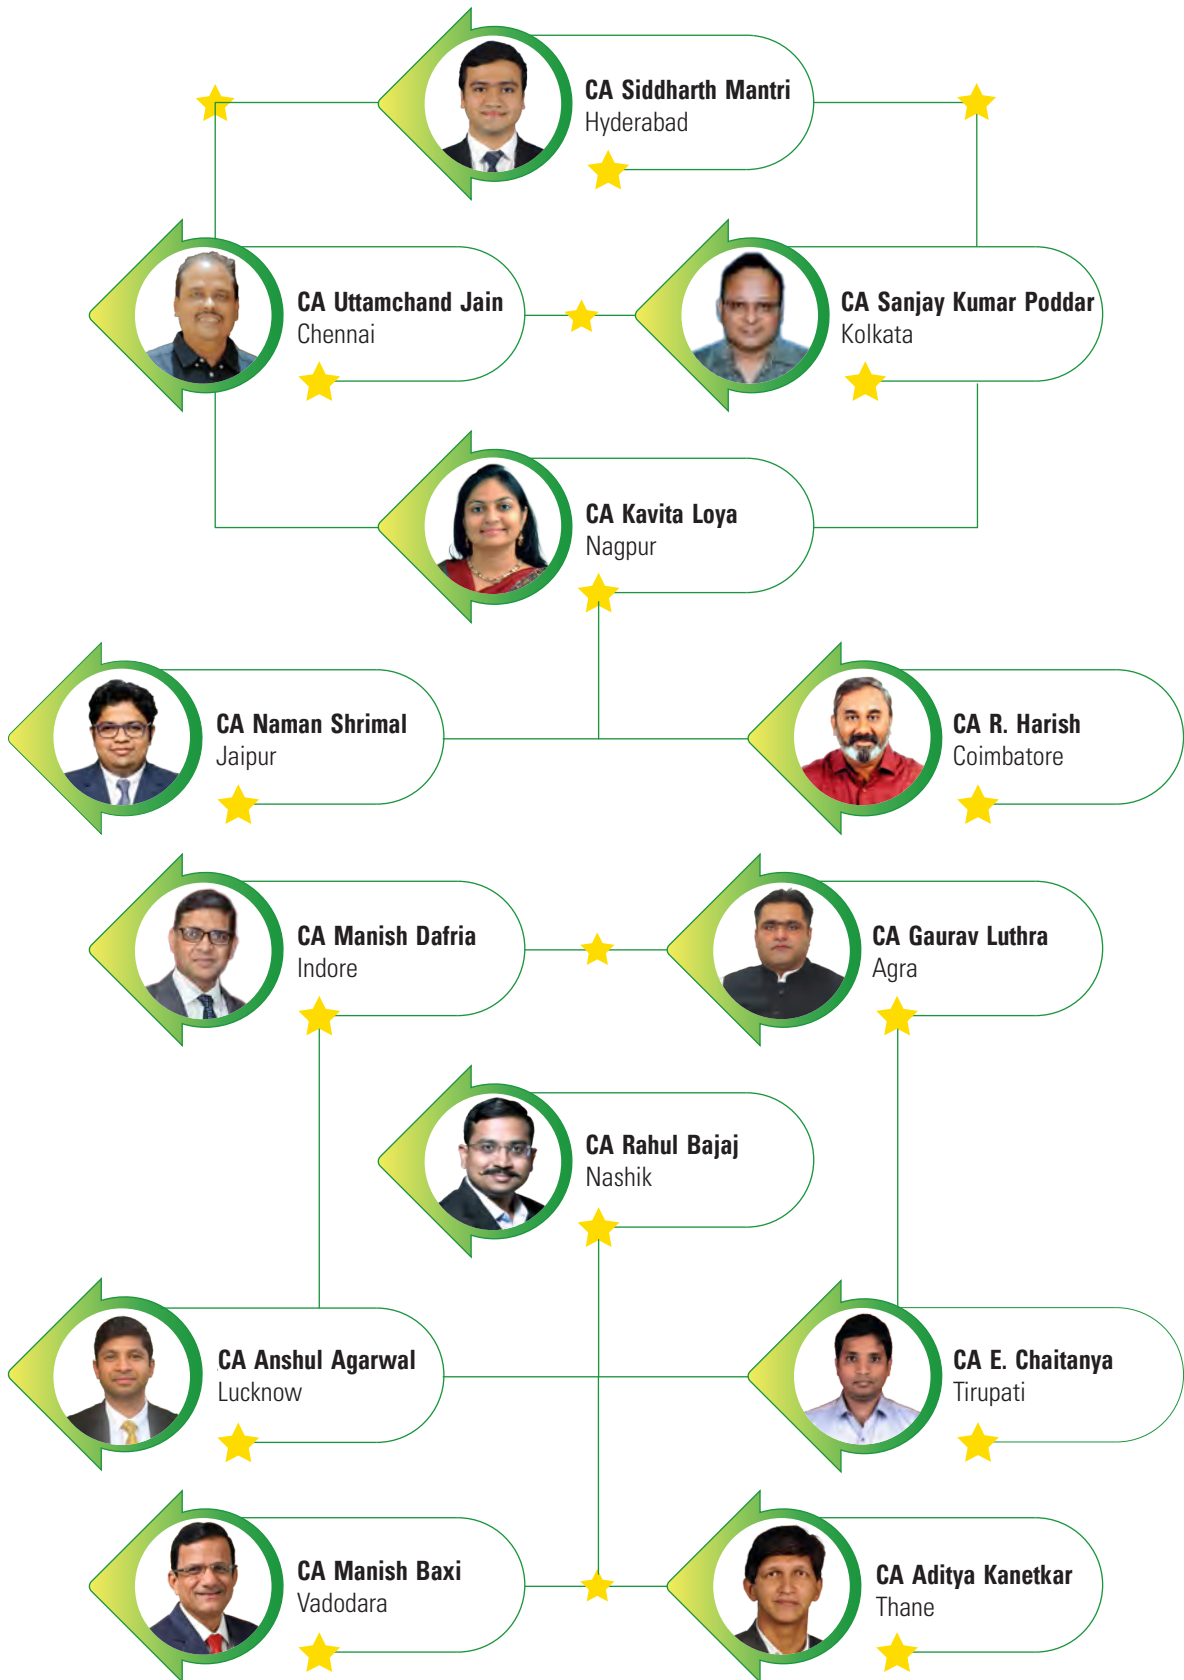 CA Siddharth Mantri
Hyderabad
CA Uttamchand Jain
Chennai
CA Sanjay Kumar Poddar
Kolkata
CA Kavita Loya
Nagpur
CA Naman Shrimal
Jaipur
CA R. Harish
Coimbatore
CA Manish Dafria
Indore
CA Gaurav Luthra
Agra
CA Rahul Bajaj
Nashik
CA Anshul Agarwal
Lucknow
CA E. Chaitanya
Tirupati
CA Manish Baxi
Vadodara
CA Aditya Kanetkar
Thane